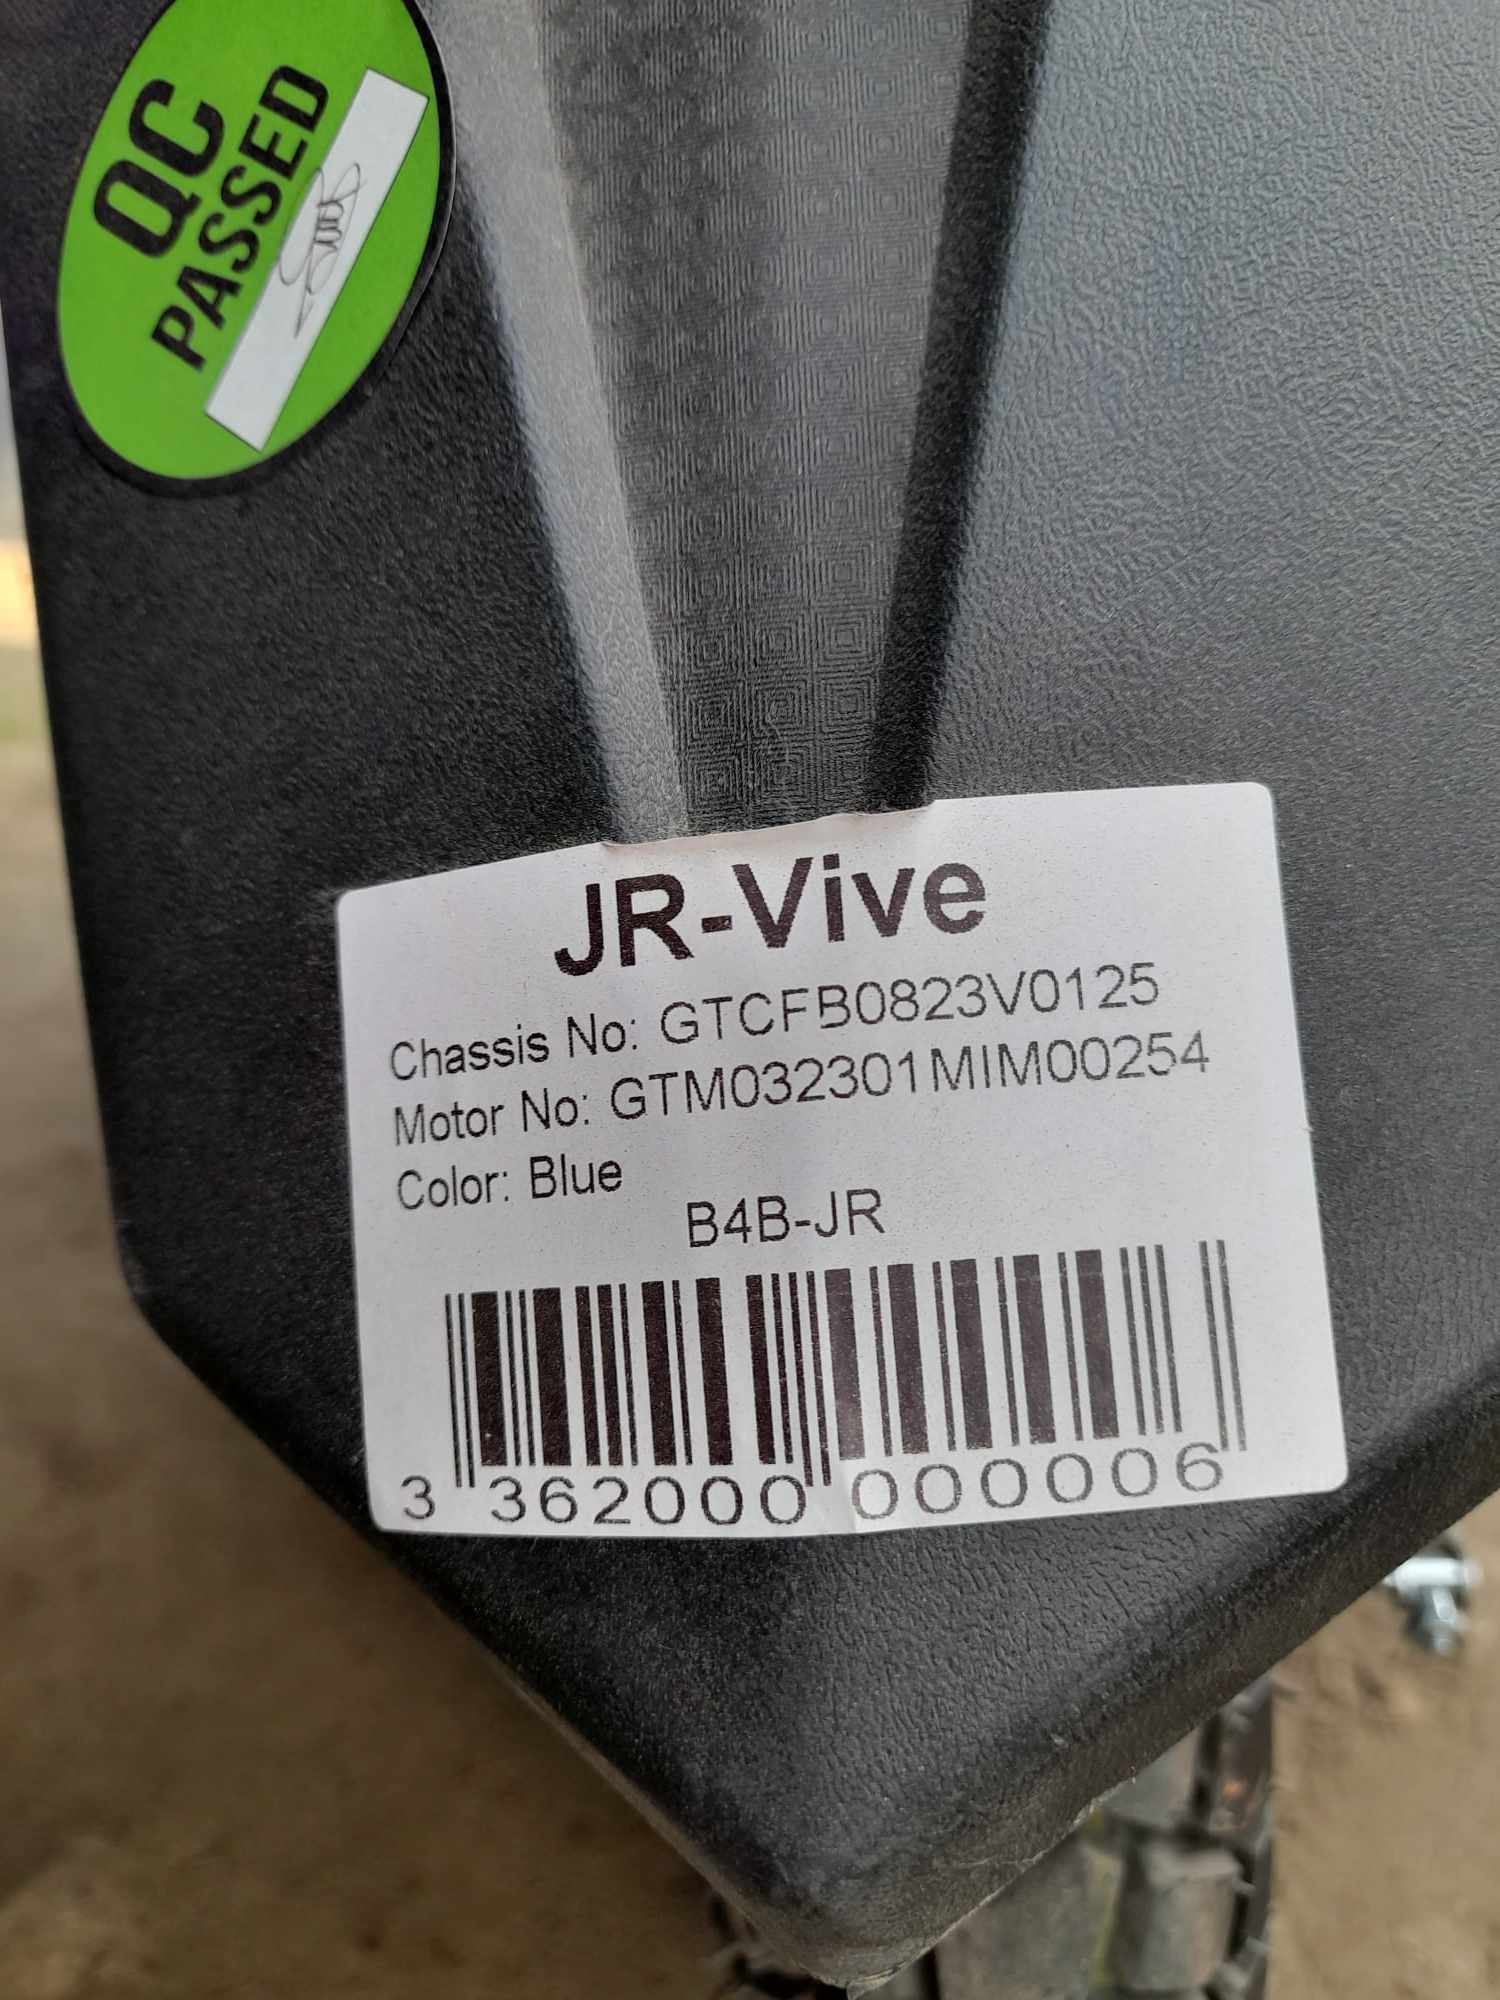 QC
PASSED
JR-Vive
Chassis No: GTCFB0823V0125
Motor No: GTM032301MIM00254
Color: Blue
B4B-JR
3 362000 000006